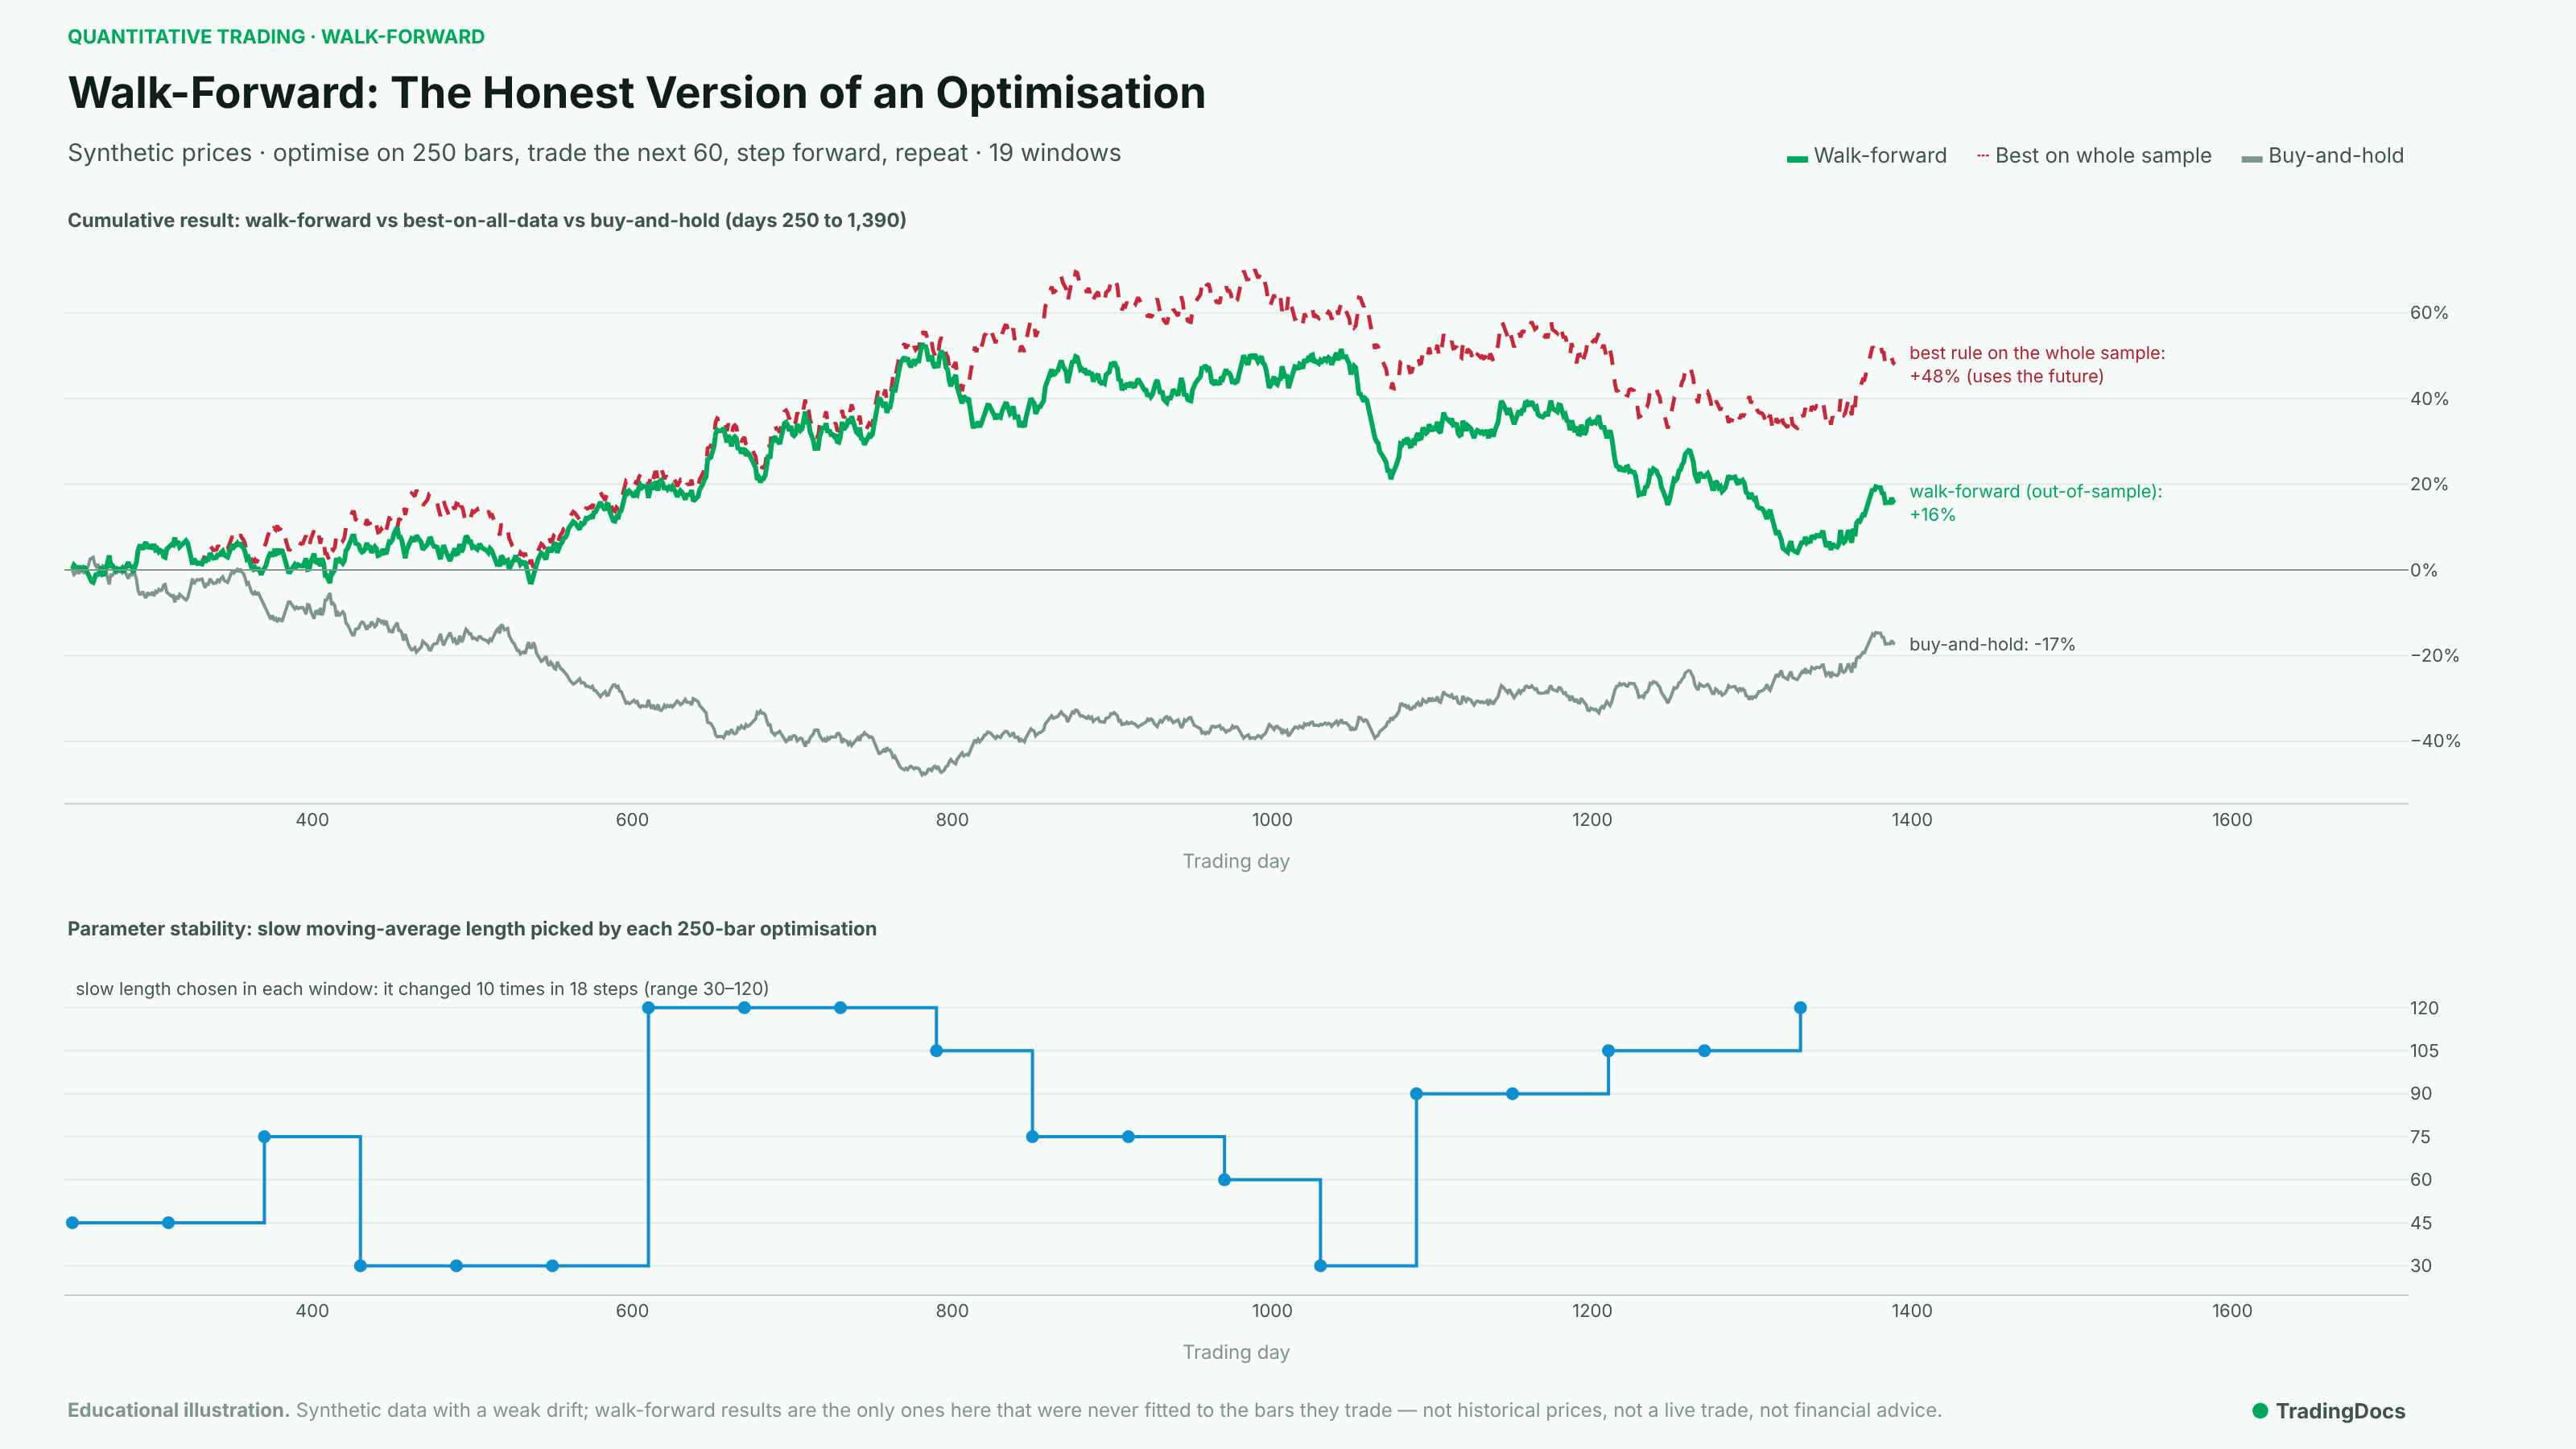 QUANTITATIVE TRADING · WALK-FORWARD
Walk-Forward: The Honest Version of an Optimisation
Synthetic prices · optimise on 250 bars, trade the next 60, step forward, repeat · 19 windows
Walk-forward
Best on whole sample
Buy-and-hold
Cumulative result: walk-forward vs best-on-all-data vs buy-and-hold (days 250 to 1,390)
60%
best rule on the whole sample:
+48% (uses the future)
40%
20%
walk-forward (out-of-sample):
+16%
0%
buy-and-hold: -17%
−20%
−40%
400
600
800
1000
1200
1400
1600
Trading day
Parameter stability: slow moving-average length picked by each 250-bar optimisation
slow length chosen in each window: it changed 10 times in 18 steps (range 30–120)
120
105
90
75
60
45
30
400
600
800
1000
1200
1400
1600
Trading day
Educational illustration. Synthetic data with a weak drift; walk-forward results are the only ones here that were never fitted to the bars they trade — not historical prices, not a live trade, not financial advice.
TradingDocs